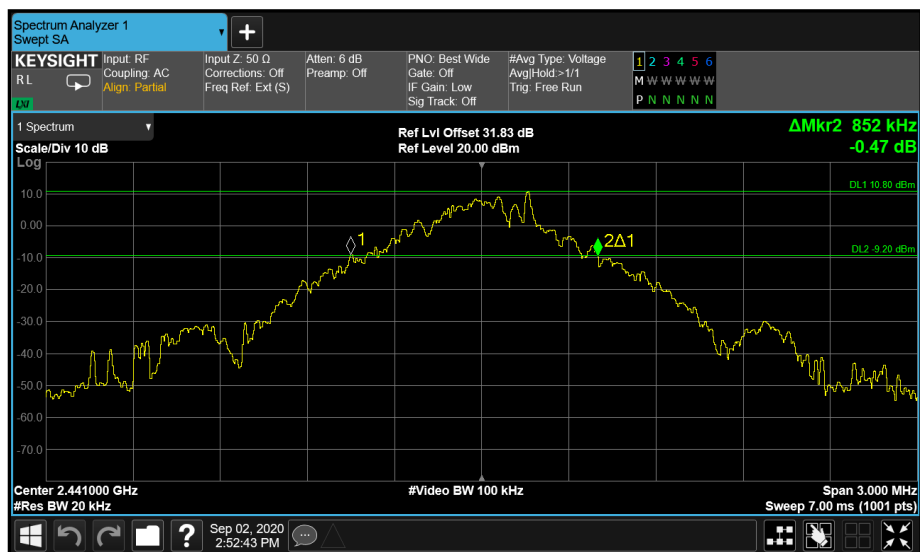 Spectrum Analyzer 1
Swept SA
+
KEYSIGHT
RL
LXI
Input: RF
Coupling: AC
Align: Partial
Input Z: 50 Ω
Corrections: Off
Freq Ref: Ext (S)
Atten: 6 dB
Preamp: Off
PNO: Best Wide
Gate: Off
IF Gain: Low
Sig Track: Off
#Avg Type: Voltage
Avg|Hold:>1/1
Trig: Free Run
1 2 3 4 5 6
M W W W W W
P N N N N N
1 Spectrum
Scale/Div 10 dB
Log
Ref Lvl Offset 31.83 dB
Ref Level 20.00 dBm
ΔMkr2 852 kHz
-0.47 dB
DL1 10.80 dBm
10.0
0.00
1
2Δ1
DL2 -9.20 dBm
-10.0
-20.0
-30.0
-40.0
-50.0
-60.0
-70.0
Center 2.441000 GHz
#Res BW 20 kHz
#Video BW 100 kHz
Span 3.000 MHz
Sweep 7.00 ms (1001 pts)
?
Sep 02, 2020
2:52:43 PM